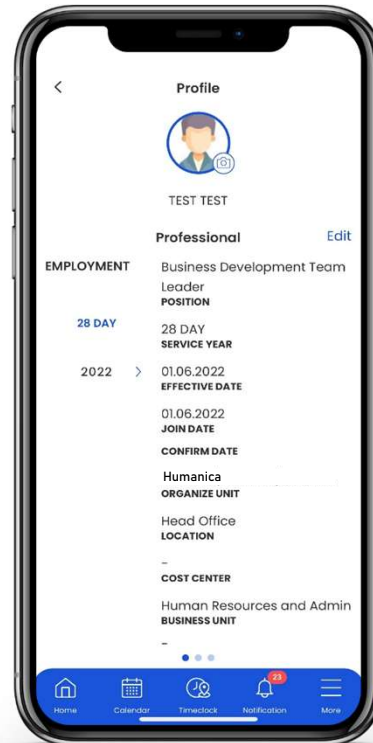 Profile
TEST TEST
Professional
Edit
EMPLOYMENT
28 DAY
2022
Business Development Team
Leader
POSITION
28 DAY
SERVICE YEAR
01.06.2022
EFFECTIVE DATE
01.06.2022
JOIN DATE
CONFIRM DATE
Humanica
ORGANIZE UNIT
Head Office
LOCATION
-
COST CENTER
Human Resources and Admin
BUSINESS UNIT
-
23
Home
Calendar
Timeclock
Notification
More